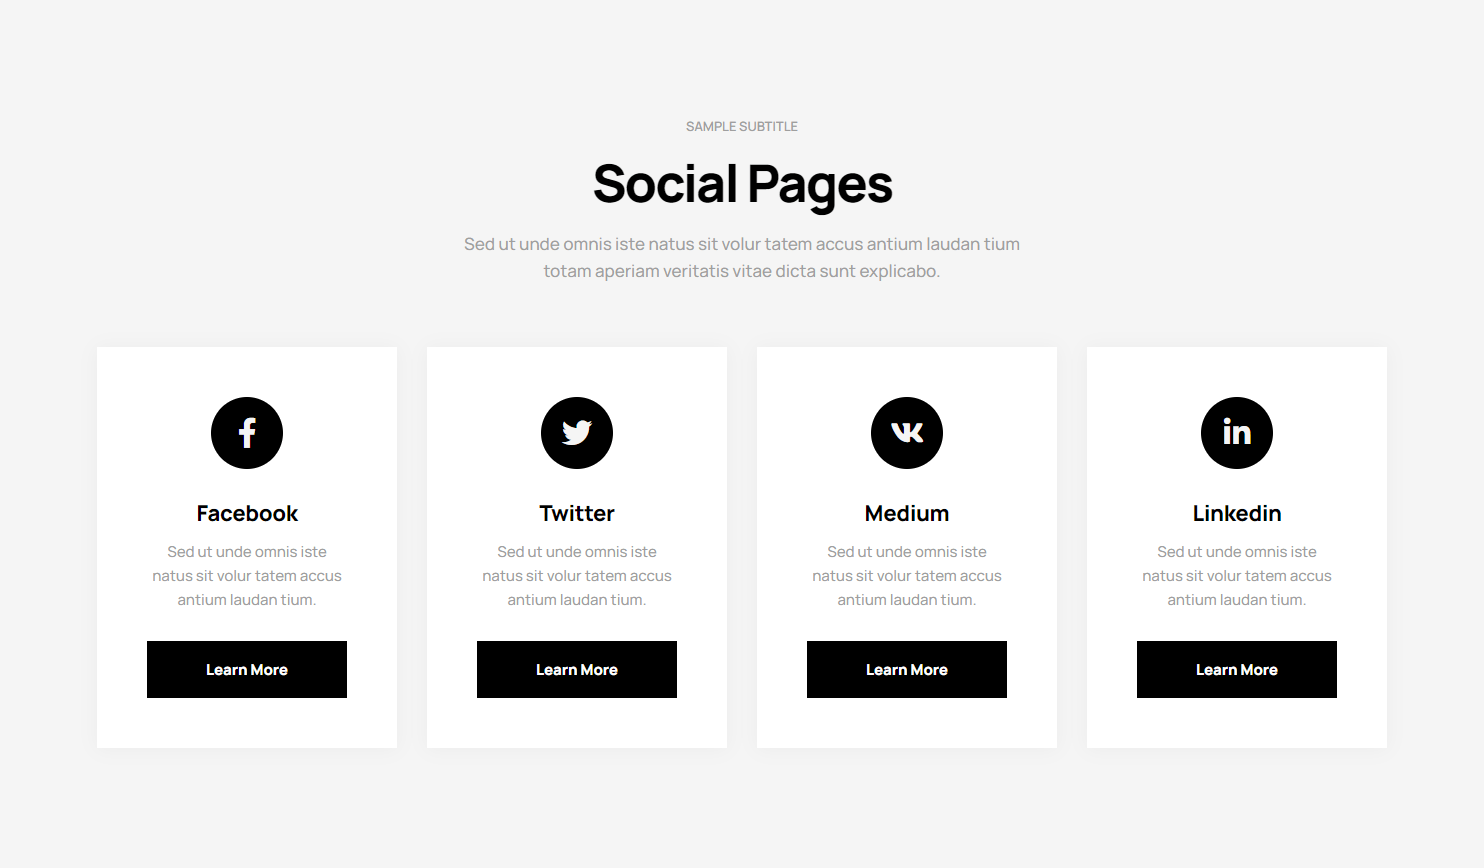 SAMPLE SUBTITLE
Social Pages
Sed ut unde omnis iste natus sit volur tatem accus antium laudan tium
totam aperiam veritatis vitae dicta sunt explicabo.
Facebook
Sed ut unde omnis iste
natus sit volur tatem accus
antium laudan tium.
Learn More
Twitter
Sed ut unde omnis iste
natus sit volur tatem accus
antium laudan tium.
Learn More
Medium
Sed ut unde omnis iste
natus sit volur tatem accus
antium laudan tium.
Learn More
Linkedin
Sed ut unde omnis iste
natus sit volur tatem accus
antium laudan tium.
Learn More